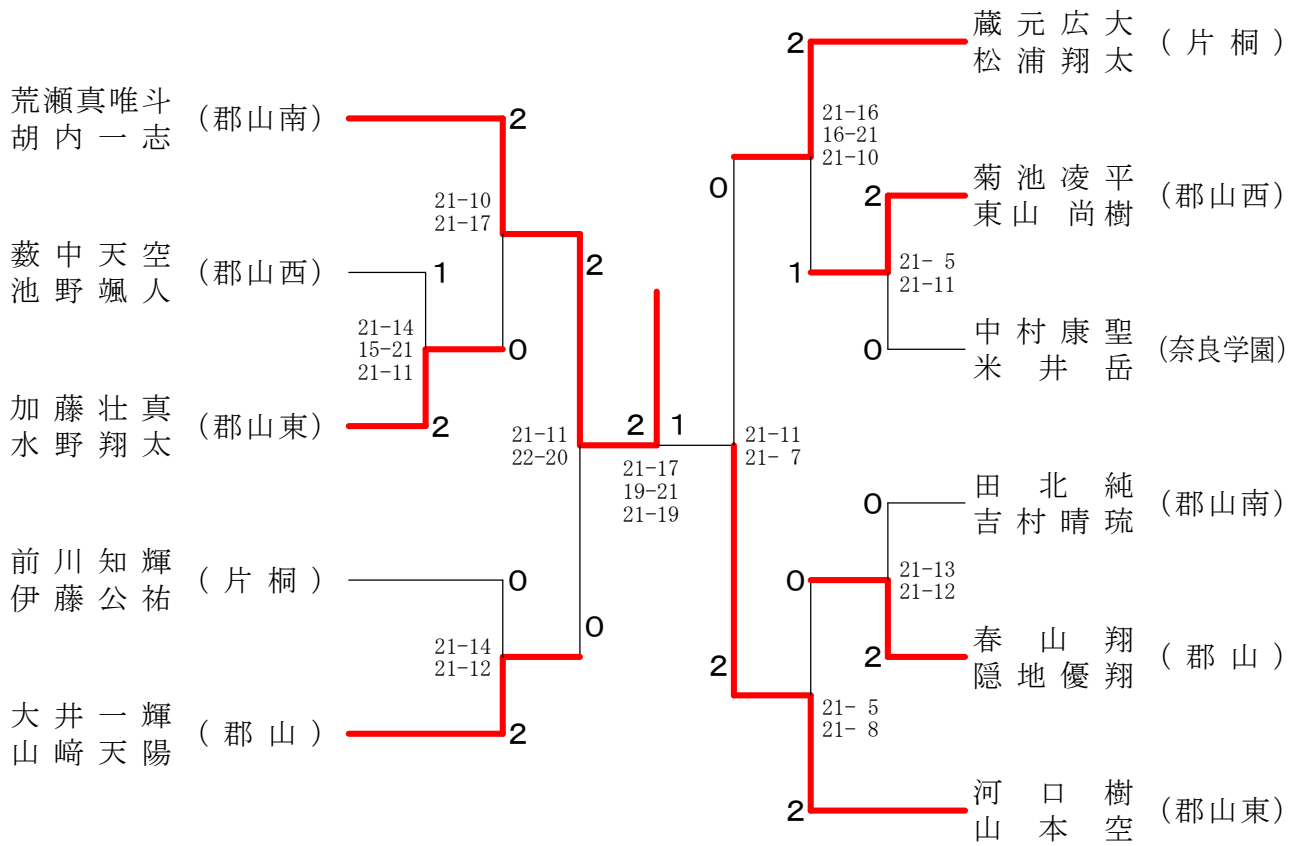 荒瀬真唯斗
胡内一志
(郡山南)
2
21-10
21-17
藪中天空
池野颯人
(郡山西)
1
21-14
15-21
21-11
0
加藤壮真
水野翔太
(郡山東)
2
2
21-11
22-20
前川知輝
伊藤公祐
(片桐)
0
21-14
21-12
0
大井一輝
山﨑天陽
(郡山)
2
2
1
21-17
19-21
21-19
蔵元広大
松浦翔太
(片桐)
2
21-16
16-21
21-10
0
菊池凌平
東山尚樹
(郡山西)
2
1
21- 5
21-11
中村康聖
米井岳
(奈良学園)
0
21-11
21- 7
田北純
吉村晴琉
(郡山南)
0
0
21-13
21-12
春山翔
隠地優翔
(郡山)
2
2
21- 5
21- 8
河口樹
山本空
(郡山東)
2